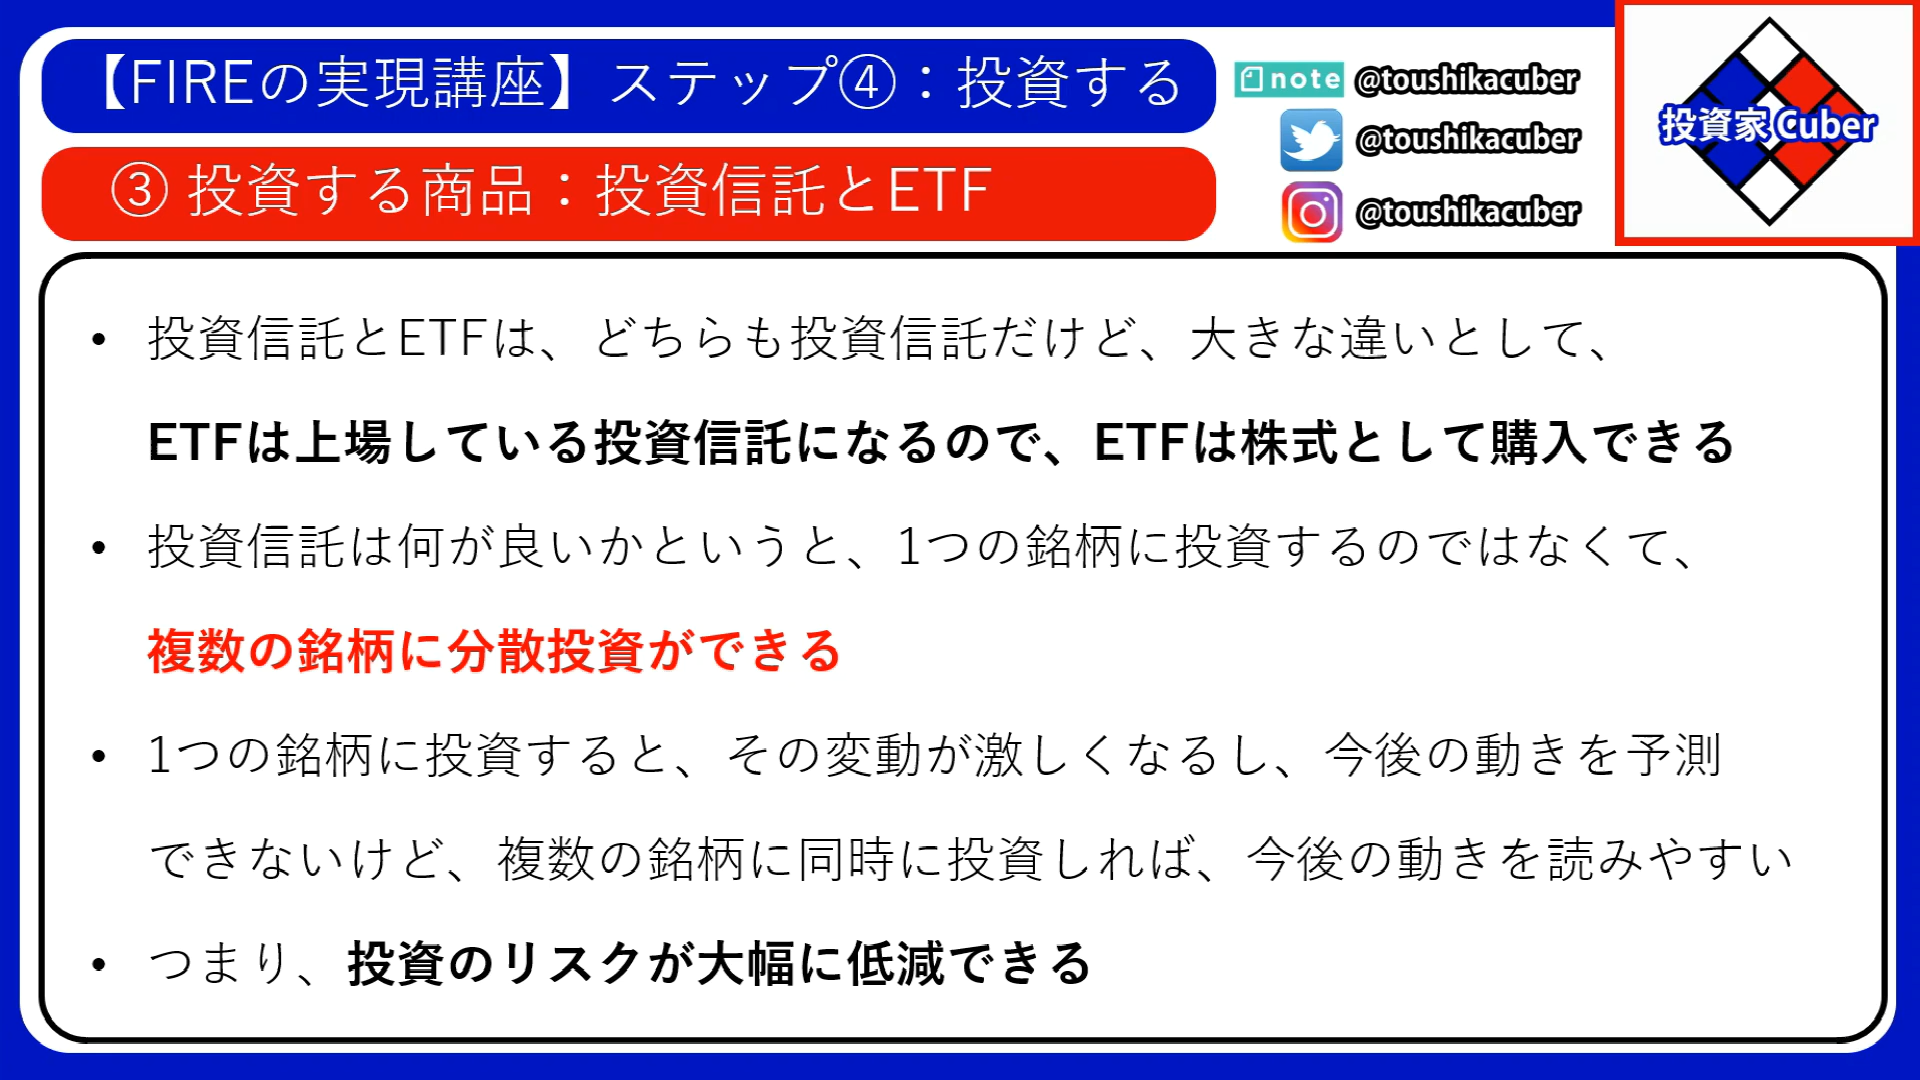 【FIREの実現講座】ステップ④：投資する
③ 投資する商品：投資信託とETF
note @toushikacuber
@toushikacuber
@toushikacuber
投資家 Cuber
• 投資信託とETFは、どちらも投資信託だけど、大きな違いとして、
ETFは上場している投資信託になるので、ETFは株式として購入できる
• 投資信託は何が良いかというと、1つの銘柄に投資するのではなくて、
複数の銘柄に分散投資ができる
• 1つの銘柄に投資すると、その変動が激しくなるし、今後の動きを予測
できないけど、複数の銘柄に同時に投資しれば、今後の動きを読みやすい
• つまり、投資のリスクが大幅に低減できる